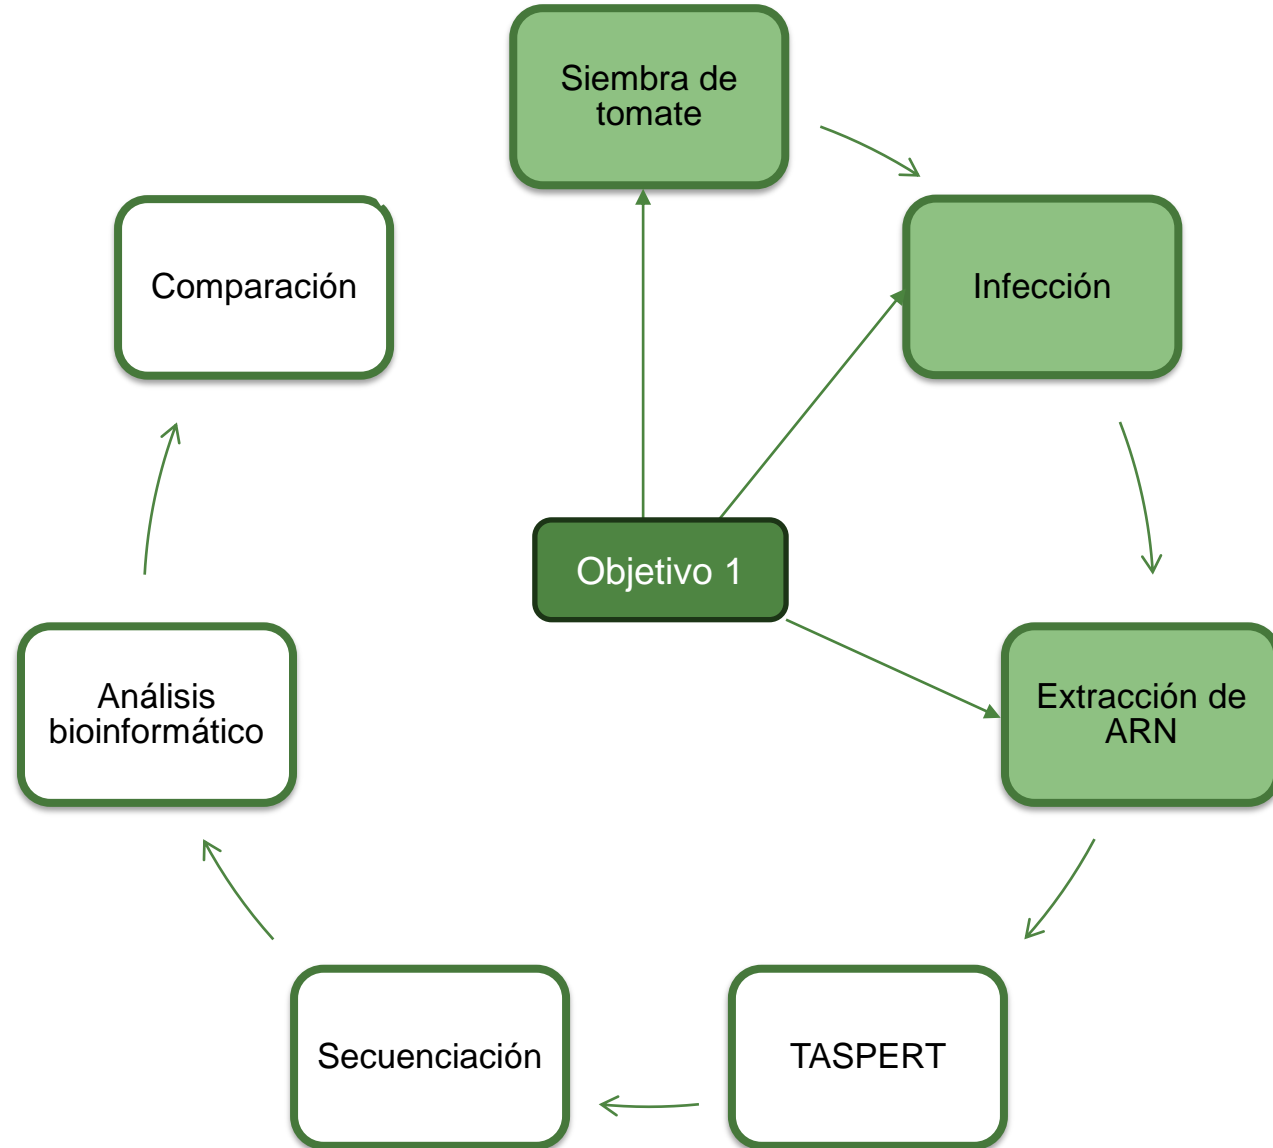 Siembra de
tomate
Infección
Extracción de
ARN
TASPERT
Secuenciación
Análisis
bioinformático
Comparación
Objetivo 1